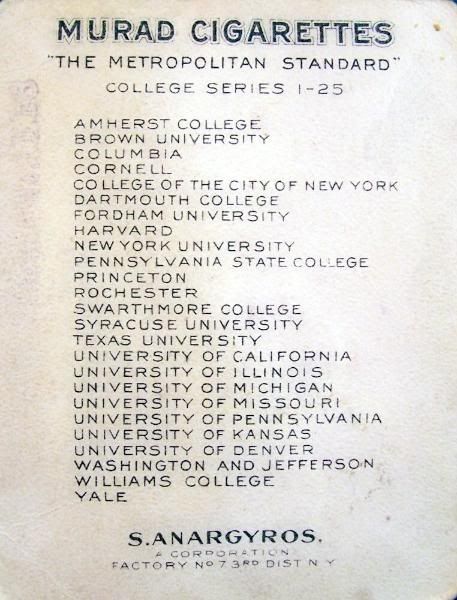 MURAD CIGARETTES
"THE METROPOLITAN STANDARD"
COLLEGE SERIES 1-25
AMHERST COLLEGE
BROWN UNIVERSITY
COLUMBIA
CORNELL
COLLEGE OF THE CITY OF NEW YORK
DARTMOUTH COLLEGE
FORDHAM UNIVERSITY
HARVARD
NEW YORK UNIVERSITY
PENNSYLVANIA STATE COLLEGE
PRINCETON
ROCHESTER
SWARTHMORE COLLEGE
SYRACUSE UNIVERSITY
TEXAS UNIVERSITY
UNIVERSITY OF CALIFORNIA
UNIVERSITY OF ILLINOIS
UNIVERSITY OF MICHIGAN
UNIVERSITY OF MISSOURI
UNIVERSITY OF PENNSYLVANIA
UNIVERSITY OF KANSAS
UNIVERSITY OF DENVER
WASHINGTON AND JEFFERSON
WILLIAMS COLLEGE
YALE
S. ANARGYROS.
A CORPORATION
FACTORY No 7 3RD DIST N Y